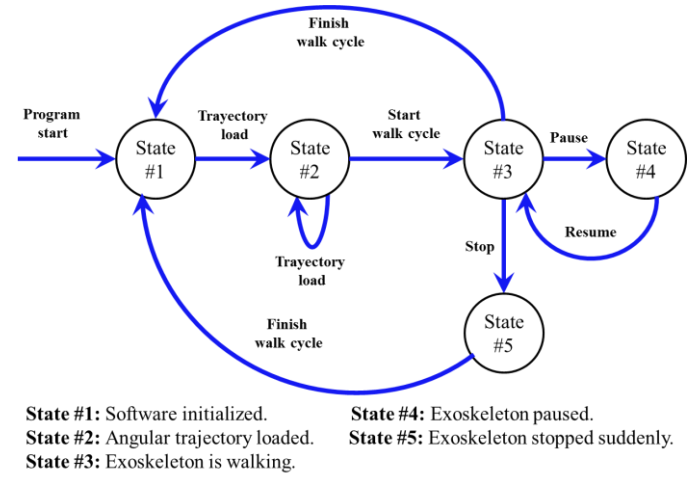 Finish
walk cycle
Program
start
Trayectory
load
Start
walk cycle
Pause
State
#1
State
#2
State
#3
State
#4
Resume
Stop
Trayectory
load
Finish
walk cycle
State
#5
State #1: Software initialized.
State #4: Exoskeleton paused.
State #2: Angular trajectory loaded.
State #5: Exoskeleton stopped suddenly.
State #3: Exoskeleton is walking.